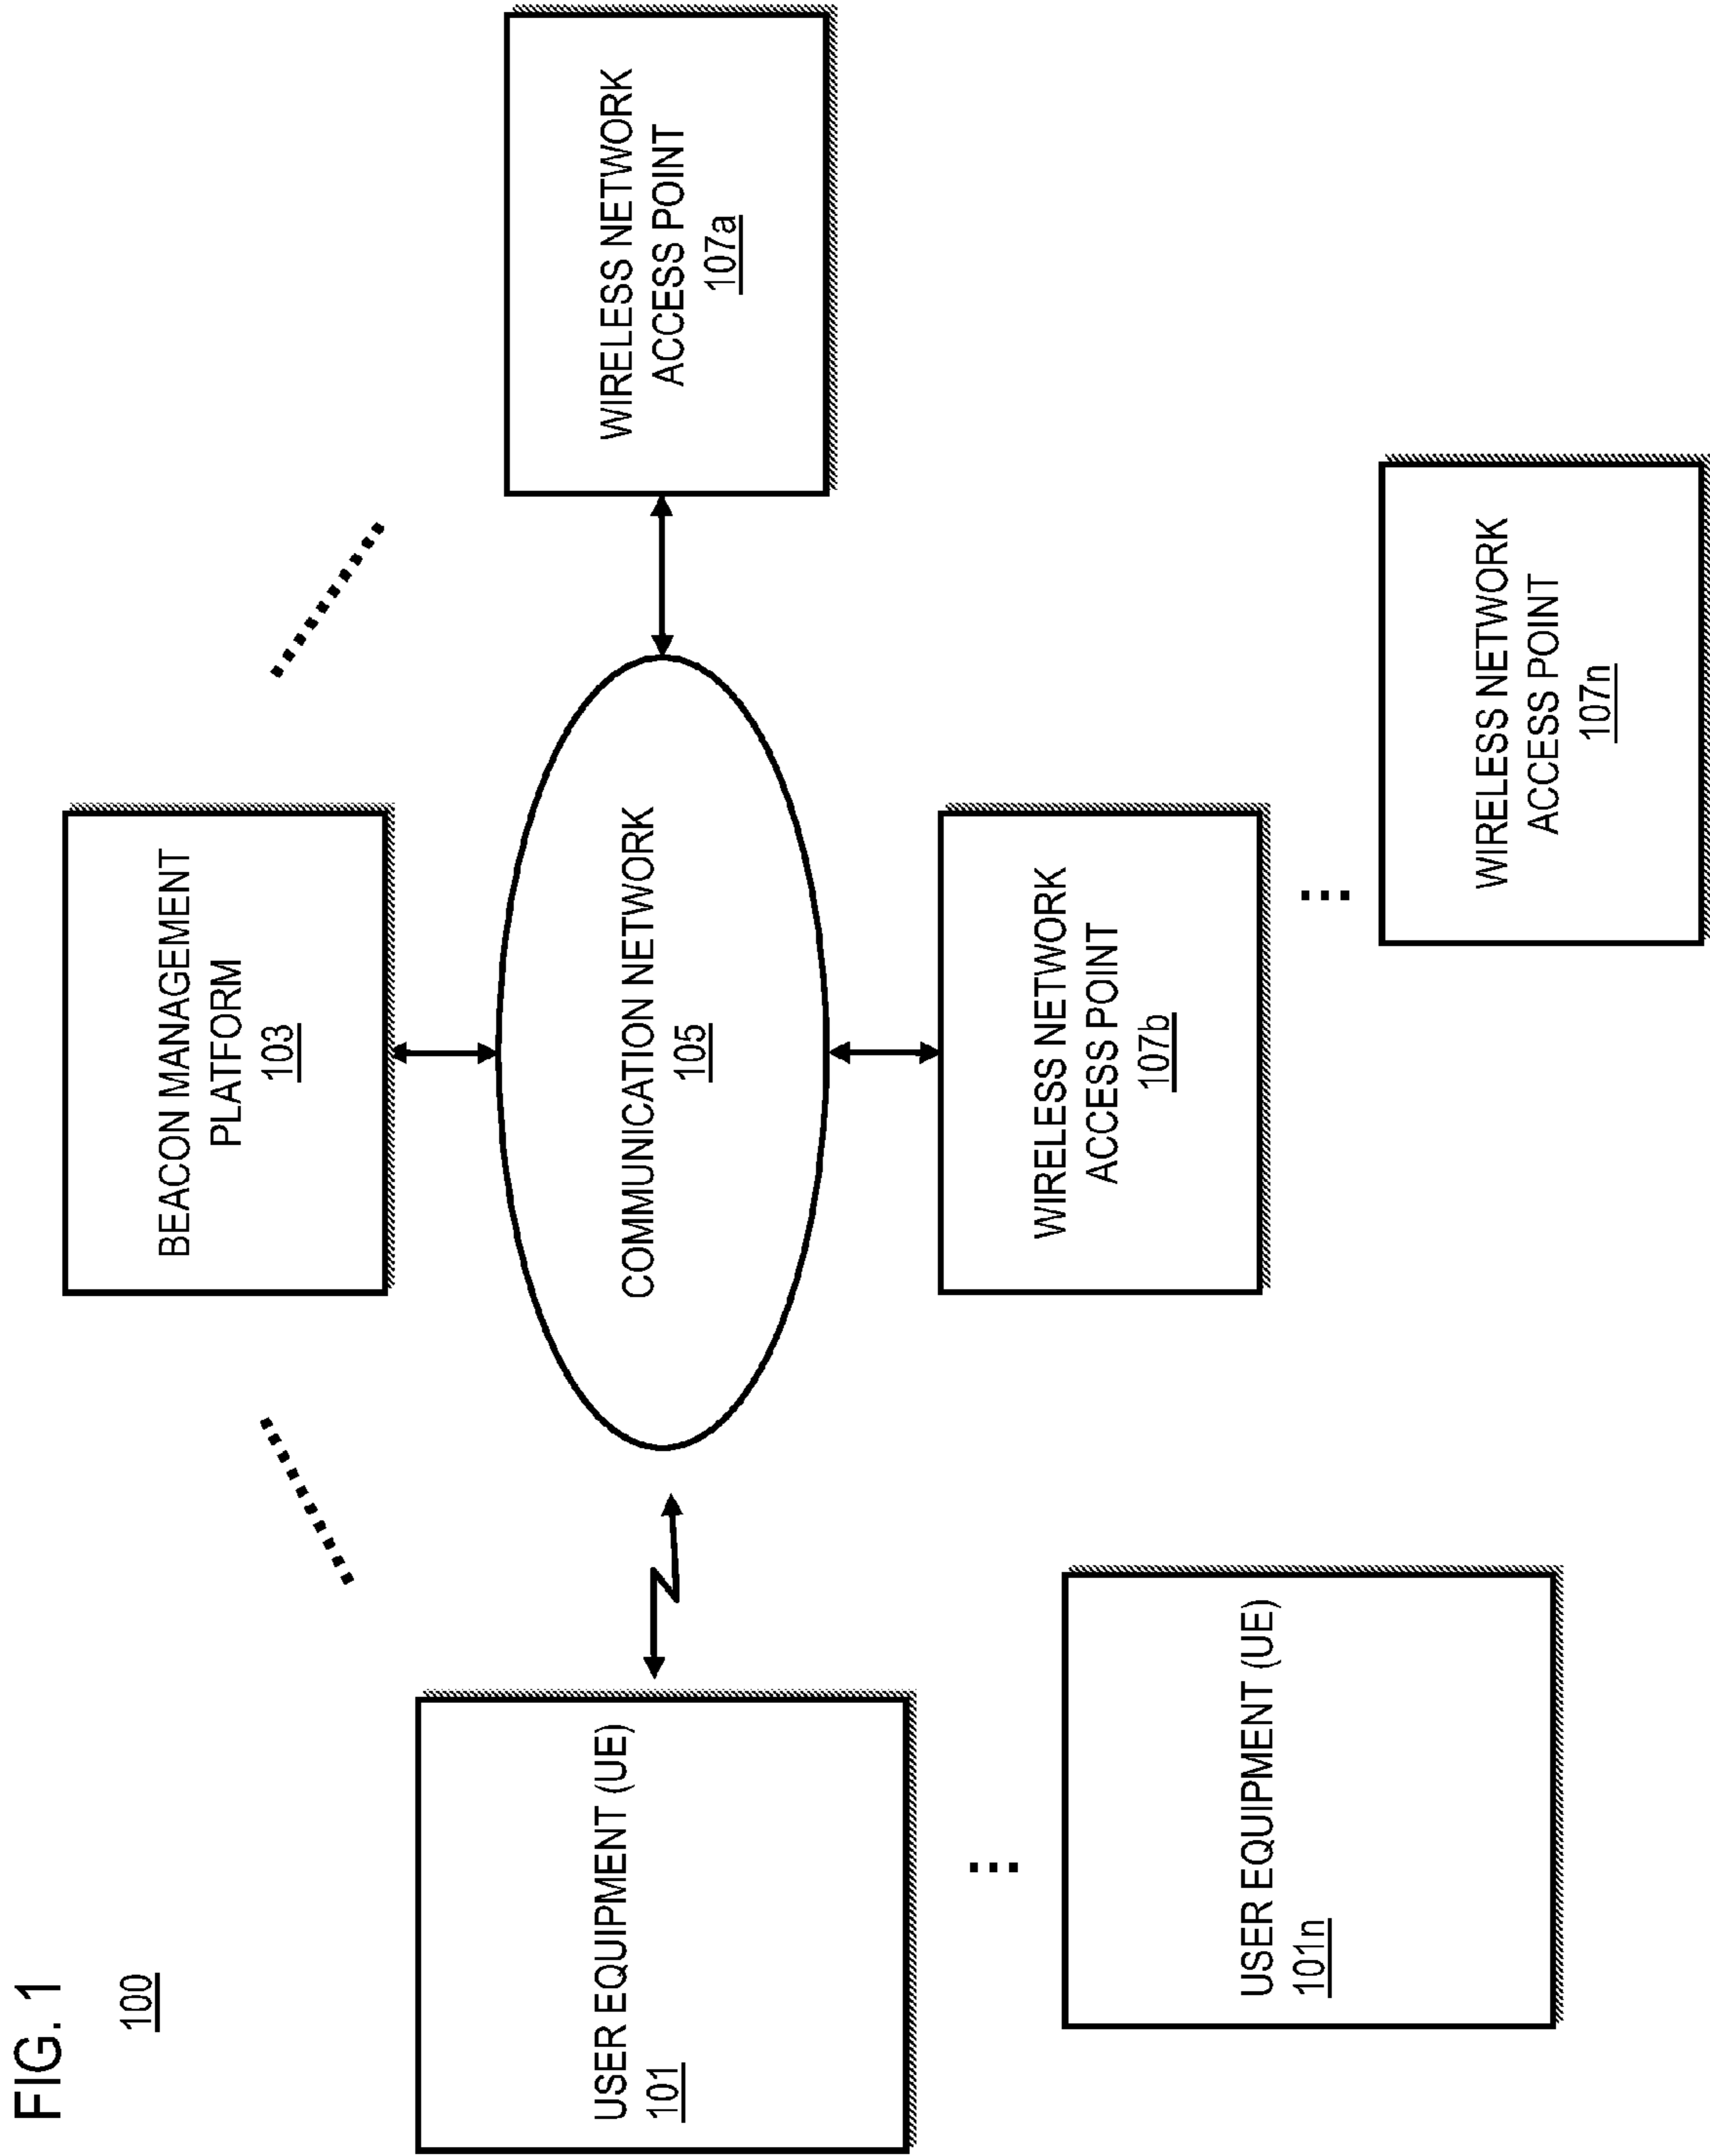 FIG. 1
100
BEACON MANAGEMENT
PLATFORM
103
USER EQUIPMENT (UE)
101
COMMUNICATION NETWORK
105
WIRELESS NETWORK
ACCESS POINT
107a
...
USER EQUIPMENT (UE)
101n
WIRELESS NETWORK
ACCESS POINT
107b
...
WIRELESS NETWORK
ACCESS POINT
107n